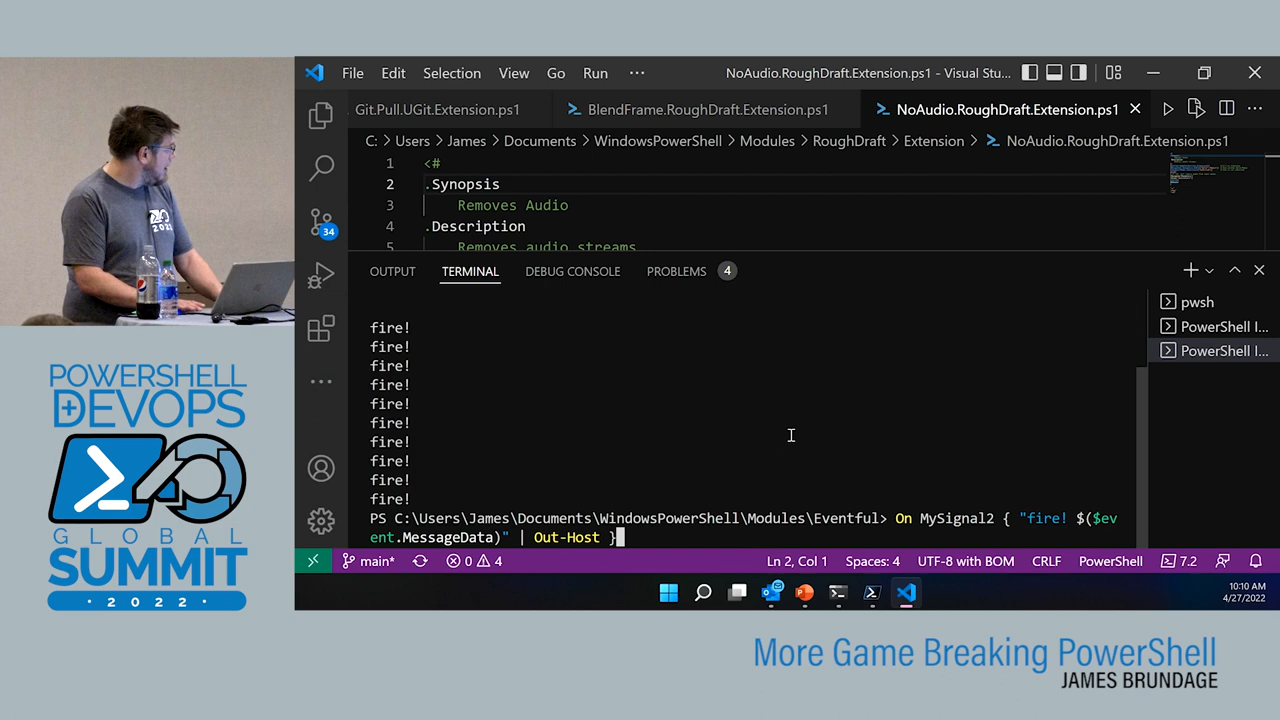 File Edit Selection View Go Run ··· NoAudio.RoughDraft.Extension.ps1 - Visual Stu...
Git.Pull.UGit.Extension.ps1 BlendFrame.RoughDraft.Extension.ps1 NoAudio.RoughDraft.Extension.ps1
C: > Users > James > Documents > WindowsPowerShell > Modules > RoughDraft > Extension > NoAudio.RoughDraft.Extension.ps1
1 <#
2 .Synopsis
3 Removes Audio
4 .Description
5 Removes audio streams
34
OUTPUT TERMINAL DEBUG CONSOLE PROBLEMS 4
pwsh
PowerShell I...
PowerShell I...
fire!
fire!
fire!
fire!
fire!
fire!
fire!
fire!
fire!
fire!
PS C:\Users\James\Documents\WindowsPowerShell\Modules\Eventful> On MySignal2 { "fire! $($ev
ent.MessageData)" | Out-Host }
main* 0 4 Ln 2, Col 1 Spaces: 4 UTF-8 with BOM CRLF PowerShell 7.2
10:10 AM
4/27/2022
POWERSHELL
+ DEVOPS
GLOBAL
SUMMIT
· 2 0 2 2 ·
More Game Breaking PowerShell
JAMES BRUNDAGE